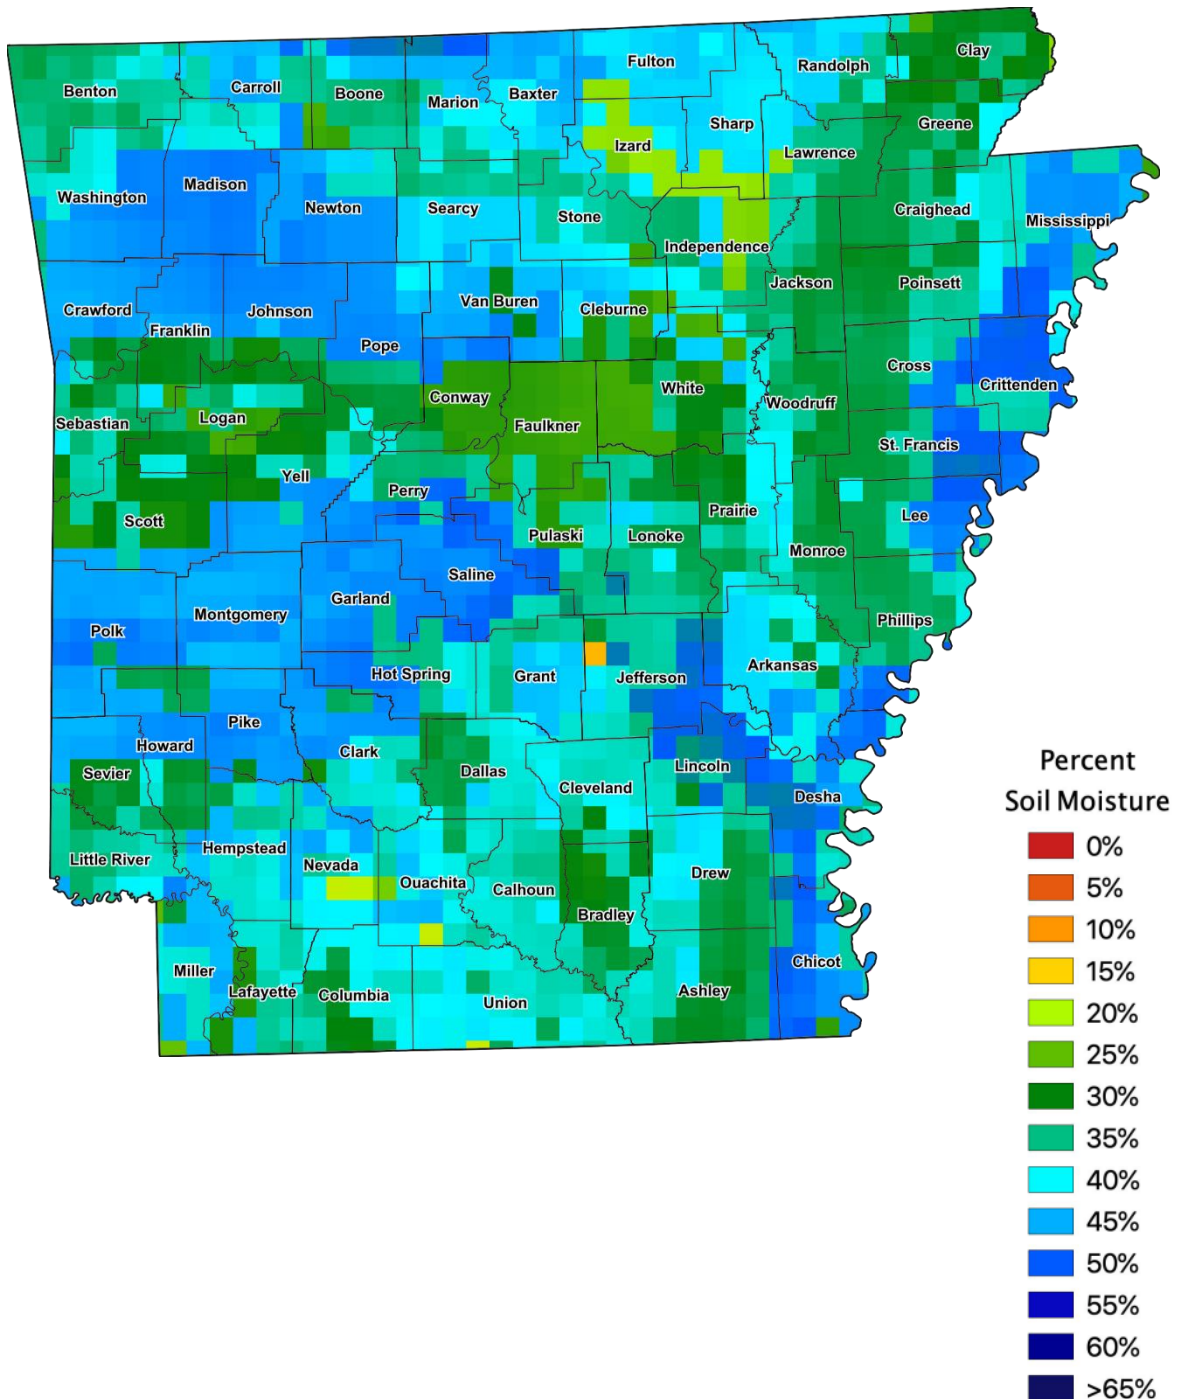 Clay
Fulton
Randolph
Benton
Carroll
Boone
Marion
Baxter
Sharp
Greene
Izard
Lawrence
Washington
Madison
Newton
Searcy
Stone
Craighead
Mississippi
Independence
Crawford
Johnson
Van Buren
Cleburne
Jackson
Poinsett
Franklin
Pope
Cross
Crittenden
Sebastian
Logan
Conway
Faulkner
White
Woodruff
St. Francis
Yell
Perry
Scott
Pulaski
Lonoke
Prairie
Lee
Monroe
Saline
Garland
Montgomery
Polk
Phillips
Hot Spring
Grant
Jefferson
Arkansas
Pike
Howard
Clark
Sevier
Dallas
Cleveland
Lincoln
Desha
Little River
Hempstead
Nevada
Ouachita
Calhoun
Drew
Bradley
Miller
Lafayette
Columbia
Union
Ashley
Chicot
Percent
Soil Moisture
0%
5%
10%
15%
20%
25%
30%
35%
40%
45%
50%
55%
60%
>65%